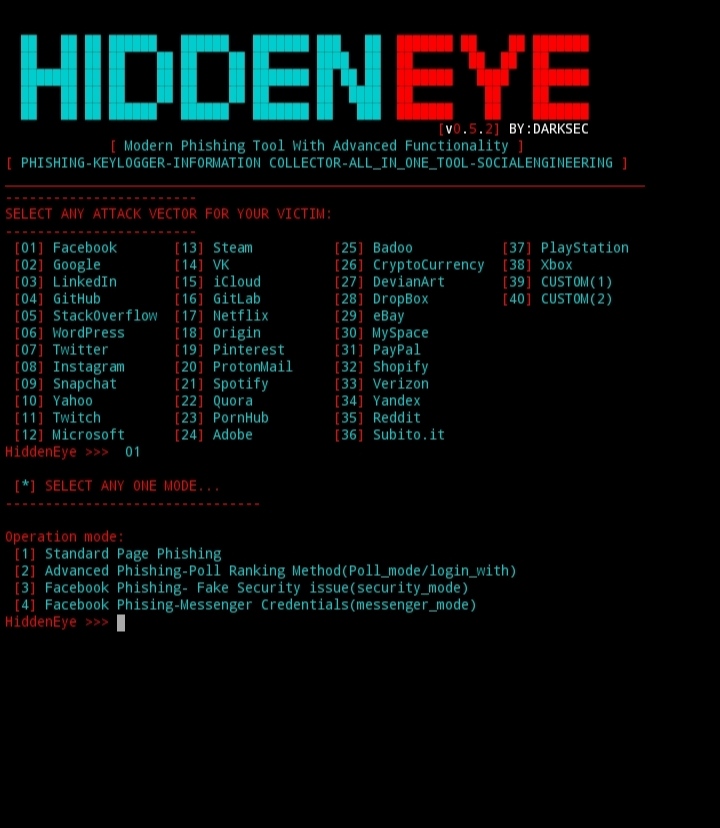 HIDDENEYE
[v0.5.2] BY:DARKSEC
[ Modern Phishing Tool With Advanced Functionality ]
[ PHISHING-KEYLOGGER-INFORMATION COLLECTOR-ALL_IN_ONE_TOOL-SOCIALENGINEERING ]
------------------------
SELECT ANY ATTACK VECTOR FOR YOUR VICTIM:
------------------------
[01] Facebook [13] Steam [25] Badoo [37] PlayStation
[02] Google [14] VK [26] CryptoCurrency [38] Xbox
[03] LinkedIn [15] iCloud [27] DevianArt [39] CUSTOM(1)
[04] GitHub [16] GitLab [28] DropBox [40] CUSTOM(2)
[05] StackOverflow [17] Netflix [29] eBay
[06] WordPress [18] Origin [30] MySpace
[07] Twitter [19] Pinterest [31] PayPal
[08] Instagram [20] ProtonMail [32] Shopify
[09] Snapchat [21] Spotify [33] Verizon
[10] Yahoo [22] Quora [34] Yandex
[11] Twitch [23] PornHub [35] Reddit
[12] Microsoft [24] Adobe [36] Subito.it
HiddenEye >>> 01
[*] SELECT ANY ONE MODE...
--------------------------------
Operation mode:
[1] Standard Page Phishing
[2] Advanced Phishing-Poll Ranking Method(Poll_mode/login_with)
[3] Facebook Phishing- Fake Security issue(security_mode)
[4] Facebook Phising-Messenger Credentials(messenger_mode)
HiddenEye >>>